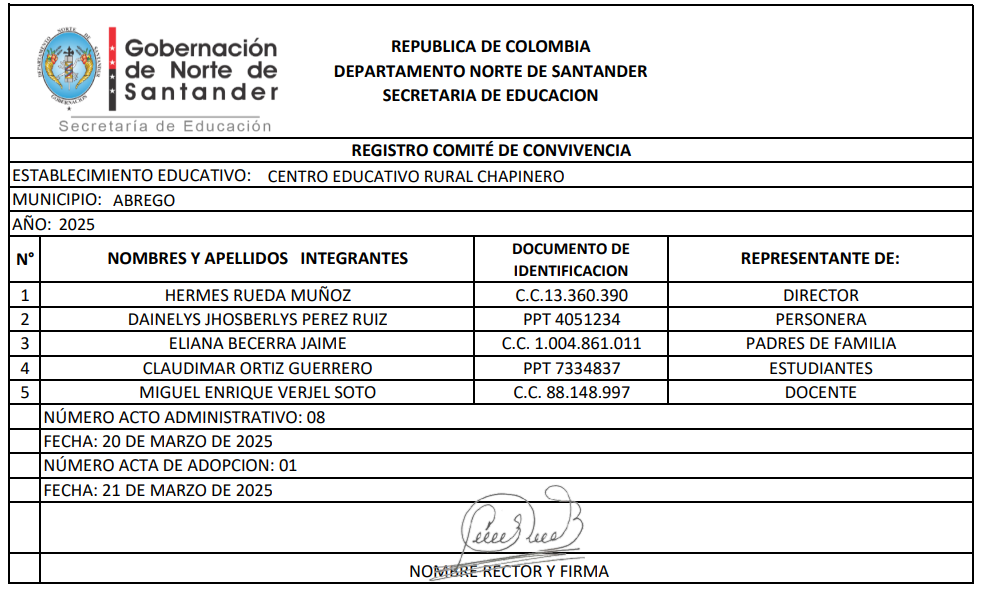 Gobernación
de Norte de
Santander
Secretaría de Educación
REPUBLICA DE COLOMBIA
DEPARTAMENTO NORTE DE SANTANDER
SECRETARIA DE EDUCACION
REGISTRO COMITÉ DE CONVIVENCIA
ESTABLECIMIENTO EDUCATIVO: CENTRO EDUCATIVO RURAL CHAPINERO
MUNICIPIO: ABREGO
AÑO: 2025
N° NOMBRES Y APELLIDOS INTEGRANTES DOCUMENTO DE IDENTIFICACION REPRESENTANTE DE:
1 HERMES RUEDA MUÑOZ C.C.13.360.390 DIRECTOR
2 DAINELYS JHOSBERLYS PEREZ RUIZ PPT 4051234 PERSONERA
3 ELIANA BECERRA JAIME C.C. 1.004.861.011 PADRES DE FAMILIA
4 CLAUDIMAR ORTIZ GUERRERO PPT 7334837 ESTUDIANTES
5 MIGUEL ENRIQUE VERJEL SOTO C.C. 88.148.997 DOCENTE
NÚMERO ACTO ADMINISTRATIVO: 08
FECHA: 20 DE MARZO DE 2025
NÚMERO ACTA DE ADOPCION: 01
FECHA: 21 DE MARZO DE 2025
NOMBRE RECTOR Y FIRMA